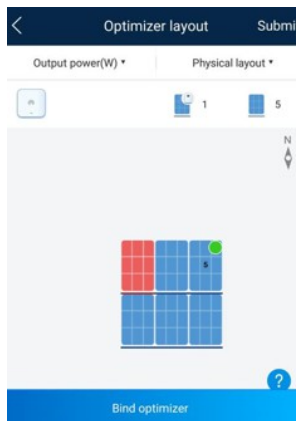 Optimizer layout Submi
Output power(W) Physical layout
1 5
N
5
?
Bind optimizer